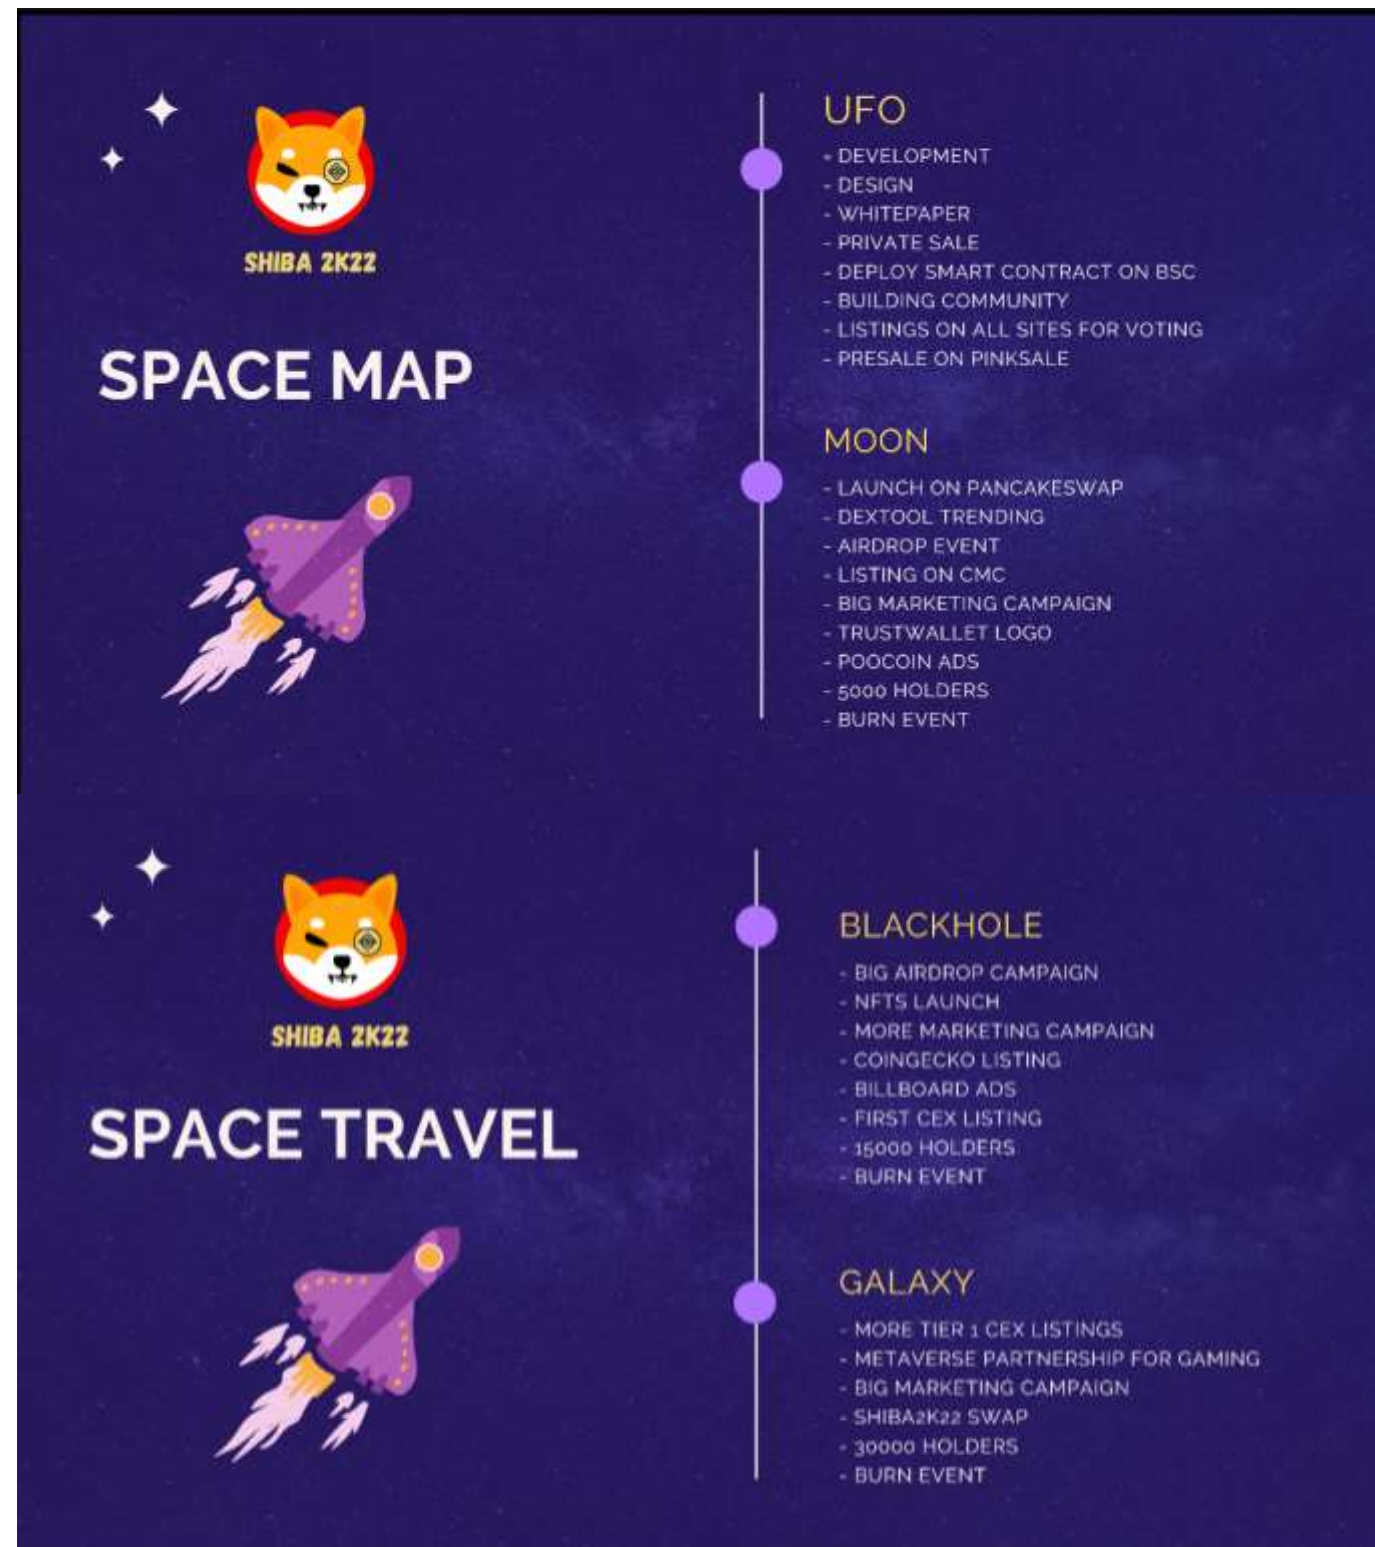 SHIBA 2K22
SPACE MAP
UFO
- DEVELOPMENT
- DESIGN
- WHITEPAPER
- PRIVATE SALE
- DEPLOY SMART CONTRACT ON BSC
- BUILDING COMMUNITY
- LISTINGS ON ALL SITES FOR VOTING
- PRESALE ON PINKSALE
MOON
- LAUNCH ON PANCAKESWAP
- DEXTOOL TRENDING
- AIRDROP EVENT
- LISTING ON CMC
- BIG MARKETING CAMPAIGN
- TRUSTWALLET LOGO
- POOCOIN ADS
- 5000 HOLDERS
- BURN EVENT
SHIBA 2K22
SPACE TRAVEL
BLACKHOLE
- BIG AIRDROP CAMPAIGN
- NFTS LAUNCH
- MORE MARKETING CAMPAIGN
- COINGECKO LISTING
- BILLBOARD ADS
- FIRST CEX LISTING
- 15000 HOLDERS
- BURN EVENT
GALAXY
- MORE TIER 1 CEX LISTINGS
- METAVERSE PARTNERSHIP FOR GAMING
- BIG MARKETING CAMPAIGN
- SHIBA2K22 SWAP
- 30000 HOLDERS
- BURN EVENT